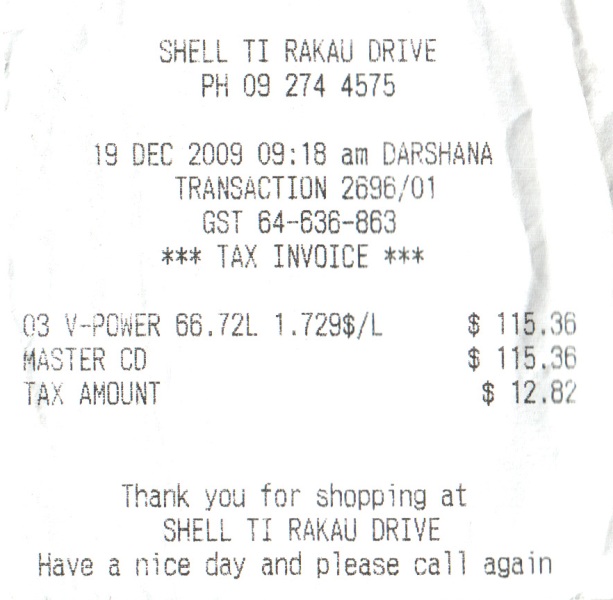 SHELL TI RAKAU DRIVE
PH 09 274 4575
19 DEC 2009 09:18 am DARSHANA
TRANSACTION 2696/01
GST 64-636-863
*** TAX INVOICE ***
03 V-POWER 66.72L 1.729$/L $ 115.36
MASTER CD $ 115.36
TAX AMOUNT $ 12.82
Thank you for shopping at
SHELL TI RAKAU DRIVE
Have a nice day and please call again